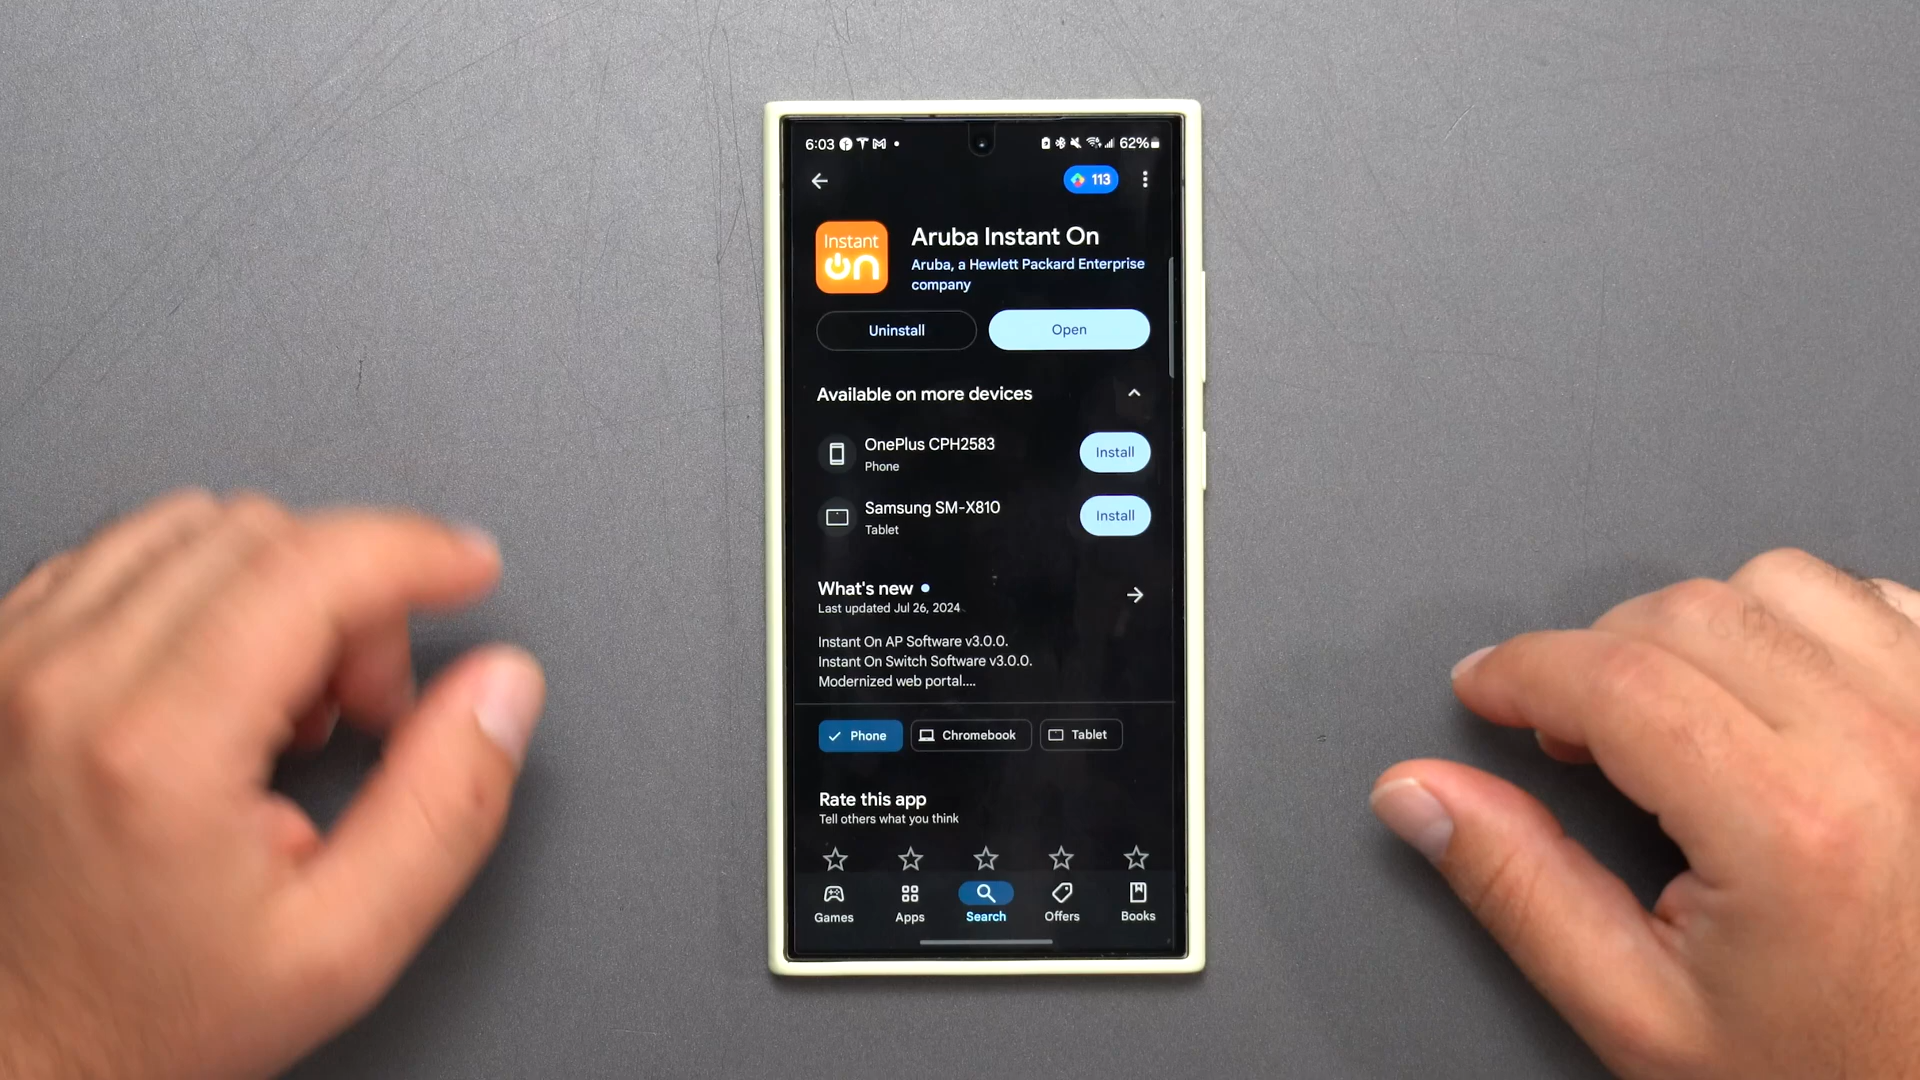 6:03
62%
113
Instant
on
Aruba Instant On
Aruba, a Hewlett Packard Enterprise
company
Uninstall
Open
Available on more devices
OnePlus CPH2583
Phone
Install
Samsung SM-X810
Tablet
Install
What's new
Last updated Jul 26, 2024
Instant On AP Software v3.0.0.
Instant On Switch Software v3.0.0.
Modernized web portal....
Phone
Chromebook
Tablet
Rate this app
Tell others what you think
Games
Apps
Search
Offers
Books